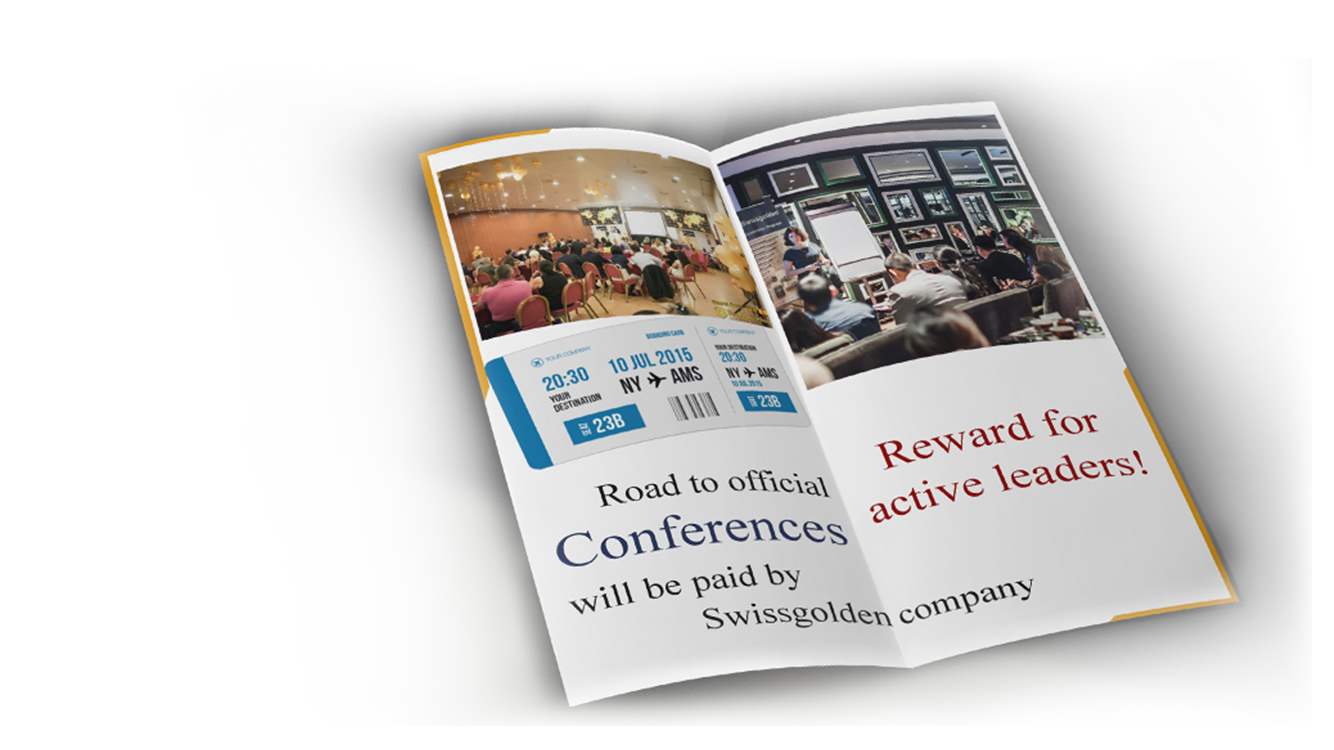 Swissgolden
YOUR COMPANY
BOARDING CARD
20:30
10 JUL 2015
YOUR
DESTINATION
NY AMS
23B
YOUR COMPANY
YOUR DESTINATION
20:30
NY AMS
10 JUL 2015
23B
Road to official
Conferences
will be paid by
Swissgolden company
Reward for
active leaders!